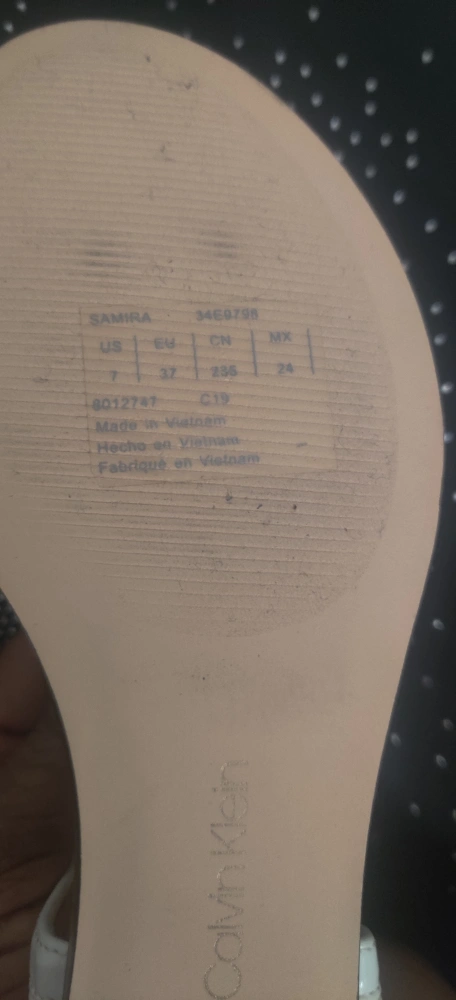 SAMIRA 34E0798
US EU CN MX
7 37 235 24
8012747 C19
Made in Vietnam
Hecho en Vietnam
Fabriqué en Vietnam
Calvin Klein